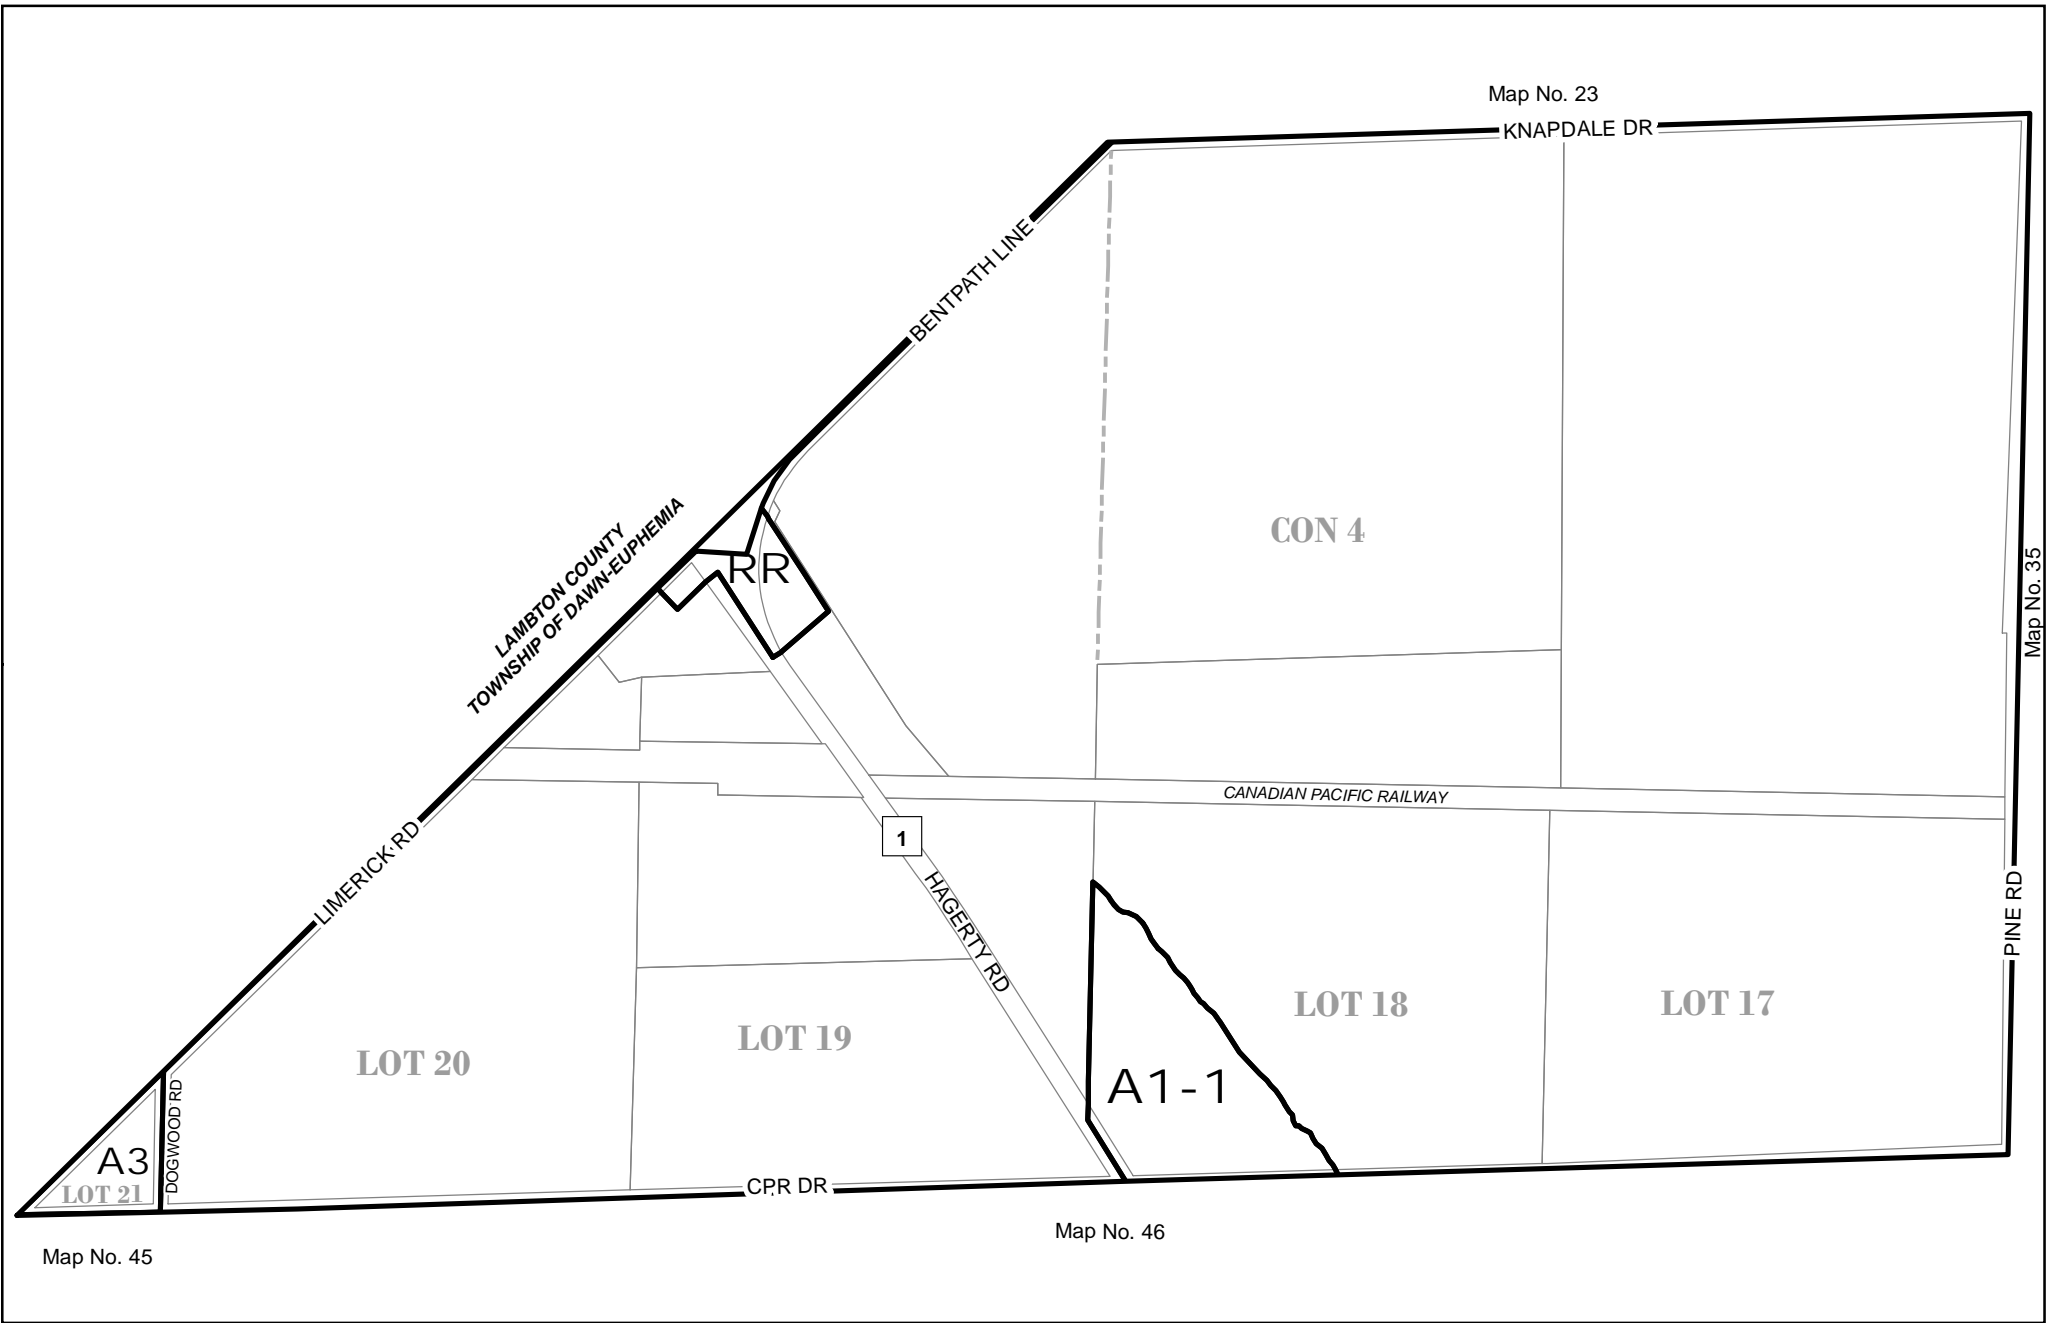 Map No. 23
KNAPDALE DR
BENTPATH LINE
CON 4
LAMBTON COUNTY
TOWNSHIP OF DAWN-EUPHEMIA
RR
Map No. 35
CANADIAN PACIFIC RAILWAY
1
LIMERICK RD
HAGERTY RD
PINE RD
LOT 17
LOT 18
LOT 19
LOT 20
A1-1
DOGWOOD RD
A3
LOT 21
CPR DR
Map No. 46
Map No. 45